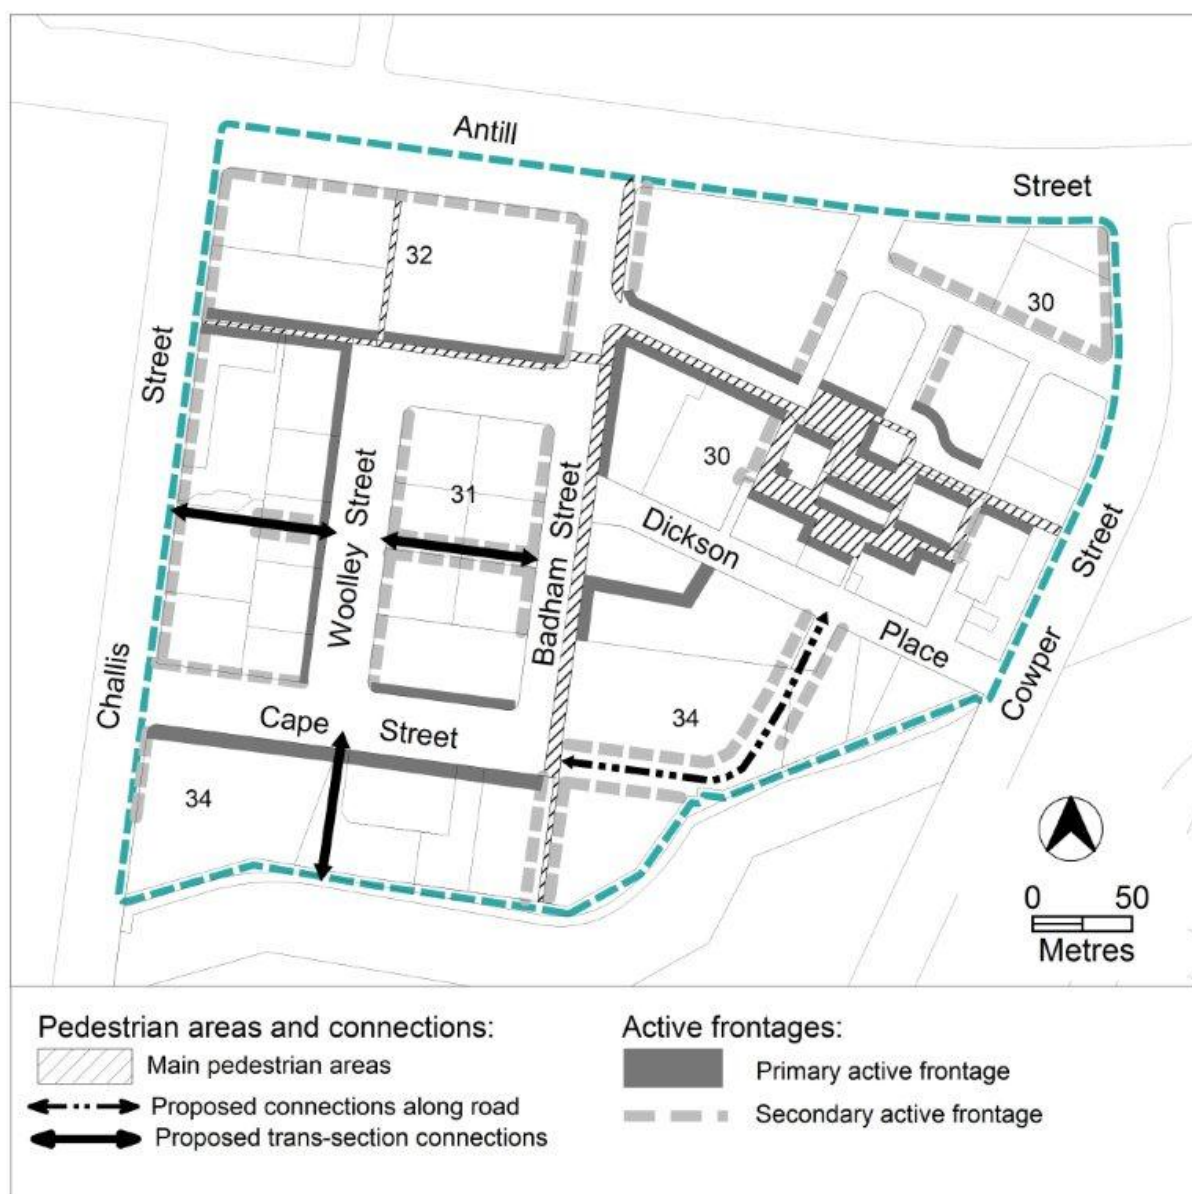 Antill
Street
32
30
Street
Street
31
30
Woolley
Badham
Street
Dickson
Street
Place
Cowper
Challis
Cape
Street
34
34
0 50
Metres
Pedestrian areas and connections:
Main pedestrian areas
Proposed connections along road
Proposed trans-section connections
Active frontages:
Primary active frontage
Secondary active frontage